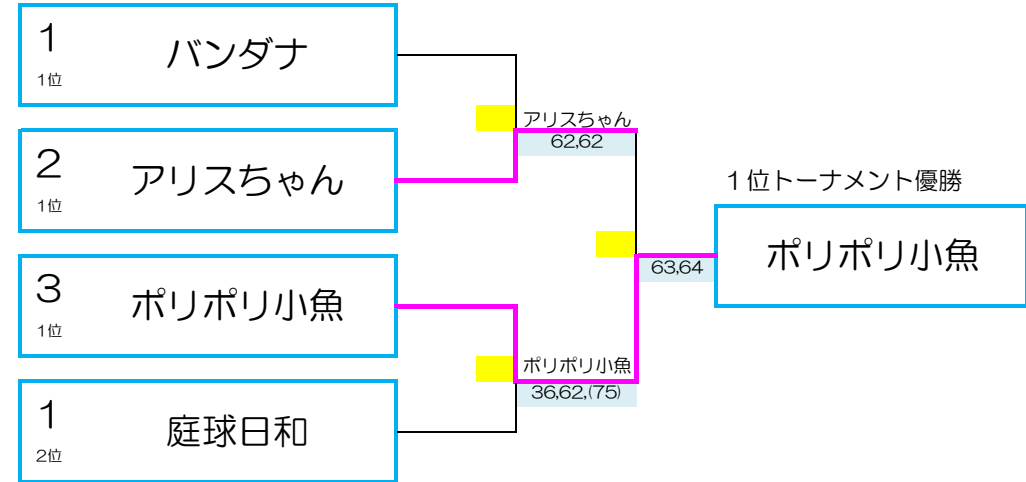 1
バンダナ
1位
アリスちゃん
62,62
2
アリスちゃん
1位
1位トーナメント優勝
ポリポリ小魚
63,64
3
ポリポリ小魚
1位
ポリポリ小魚
36,62,(75)
1
庭球日和
2位